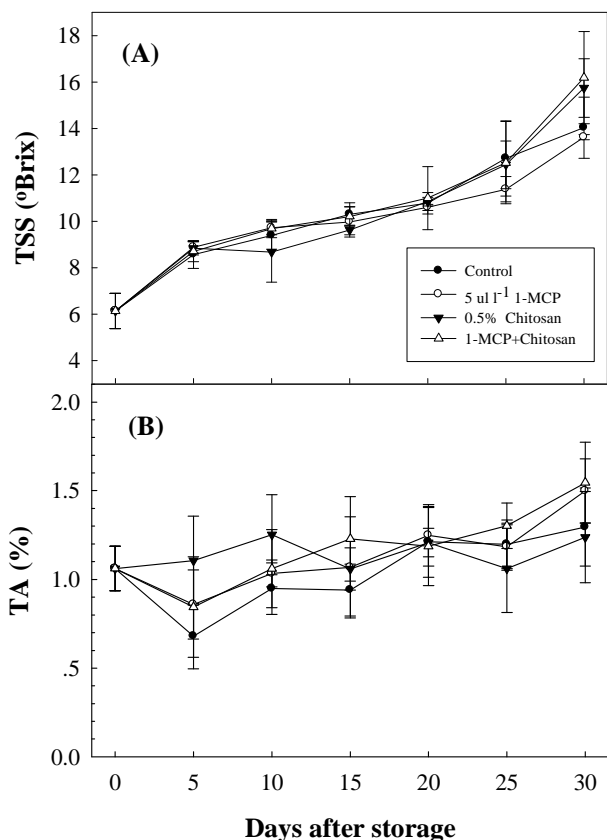 18
(A)
16
14
12
10
8
6
4
TSS (ºBrix)
Control
5 ul l⁻¹ 1-MCP
0.5% Chitosan
1-MCP+Chitosan
2.0
(B)
1.5
1.0
.5
0.0
TA (%)
0 5 10 15 20 25 30
Days after storage